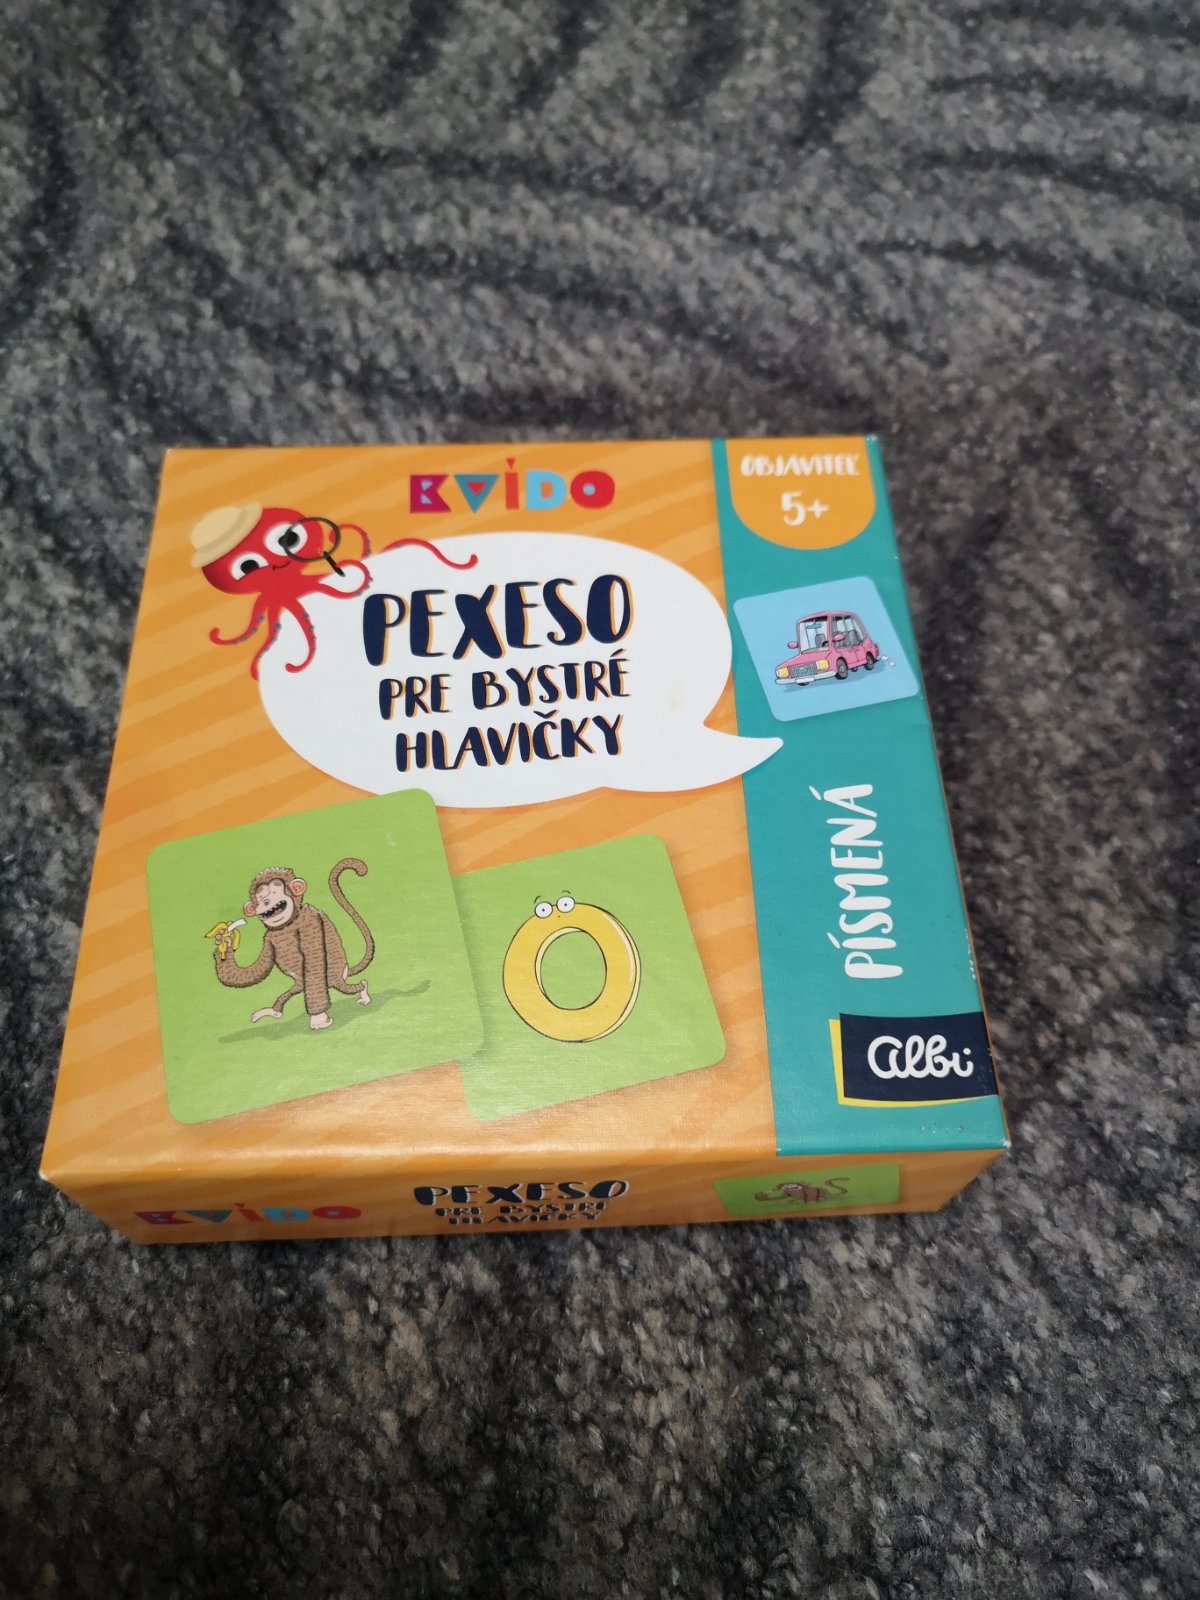 KVÍDO
PEXESO
PRE BYSTRÉ
HLAVIČKY
OBJAVITEĽ
5+
PÍSMENÁ
Albi
O
KVÍDO
PEXESO
PRE BYSTRÉ
HLAVIČKY